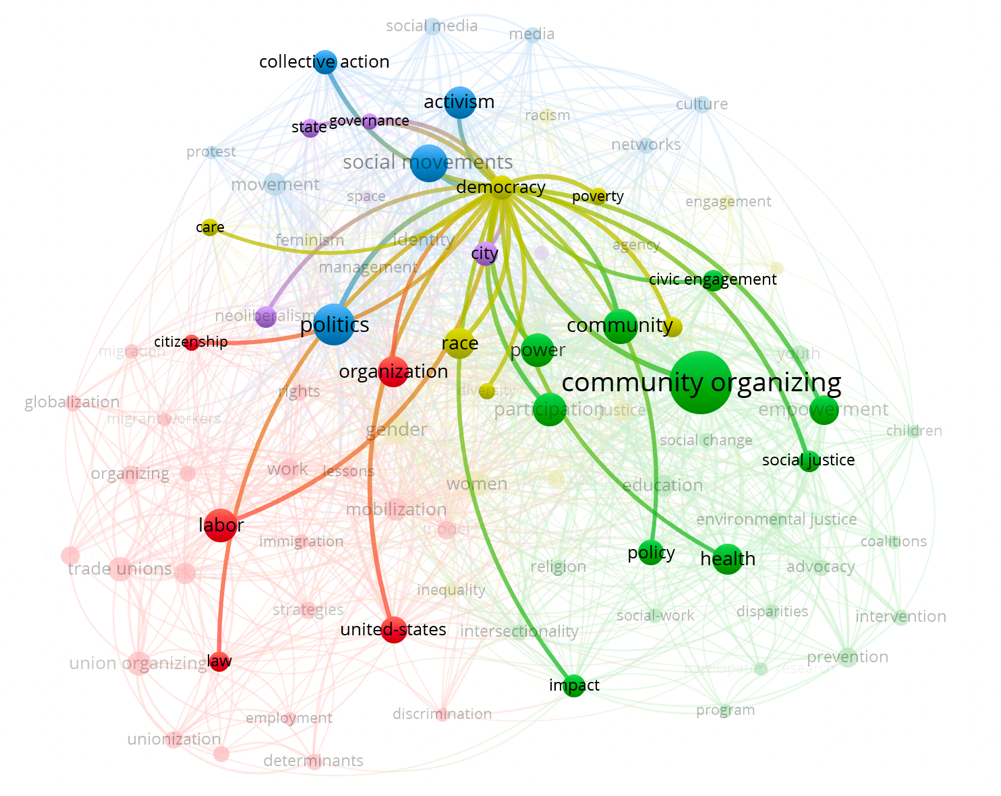 social media
media
collective action
activism
culture
state
governance
racism
protest
social movements
networks
movement
democracy
space
poverty
engagement
care
feminism
identity
agency
city
management
civic engagement
neoliberalism
politics
community
citizenship
race
power
migration
youth
organization
community organizing
rights
diversity
globalization
migrant workers
participation
justice
empowerment
gender
children
social change
organizing
work
lessons
social justice
women
education
mobilization
labor
model
environmental justice
immigration
coalitions
policy
health
trade unions
religion
advocacy
inequality
strategies
social-work
disparities
intervention
united-states
intersectionality
union organizing
law
prevention
impact
employment
discrimination
program
unionization
determinants